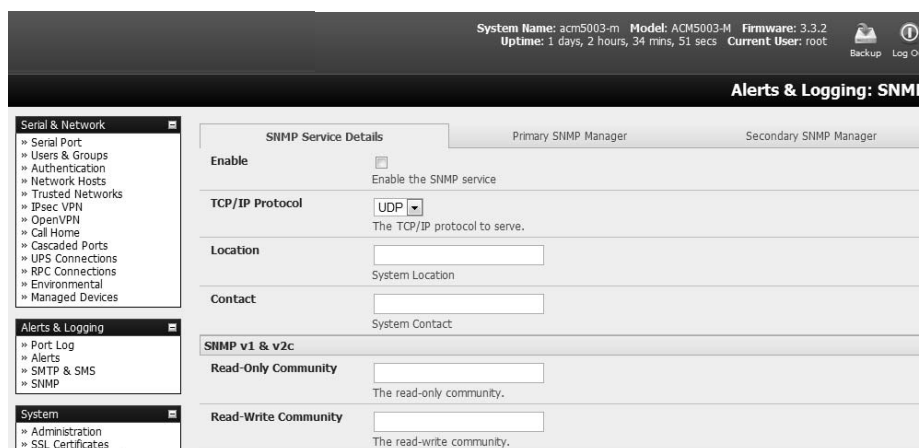 System Name: acm5003-m Model: ACM5003-M Firmware: 3.3.2
Uptime: 1 days, 2 hours, 34 mins, 51 secs Current User: root
Backup
Log O
Alerts & Logging: SNM
Serial & Network
» Serial Port
» Users & Groups
» Authentication
» Network Hosts
» Trusted Networks
» IPsec VPN
» OpenVPN
» Call Home
» Cascaded Ports
» UPS Connections
» RPC Connections
» Environmental
» Managed Devices
Alerts & Logging
» Port Log
» Alerts
» SMTP & SMS
» SNMP
System
» Administration
» SSL Certificates
SNMP Service Details
Primary SNMP Manager
Secondary SNMP Manager
Enable
Enable the SNMP service
TCP/IP Protocol
UDP
The TCP/IP protocol to serve.
Location
System Location
Contact
System Contact
SNMP v1 & v2c
Read-Only Community
The read-only community.
Read-Write Community
The read-write community.